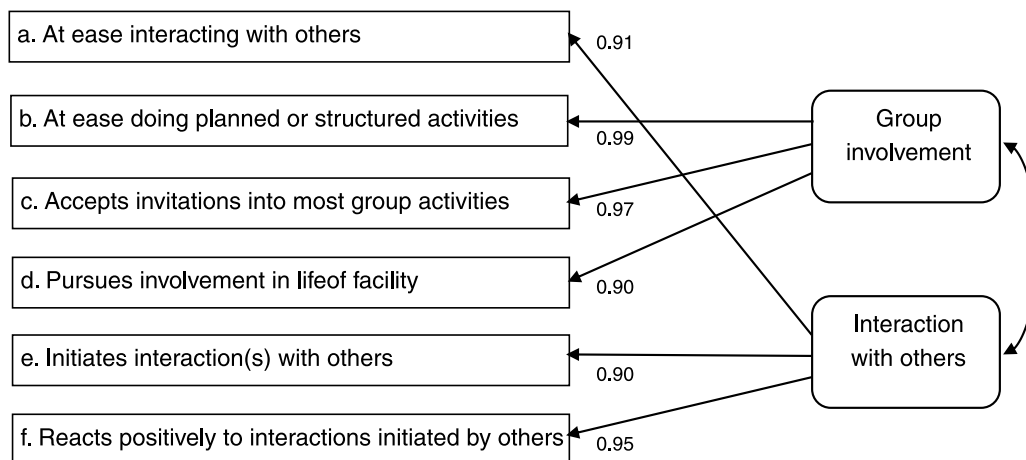 a. At ease interacting with others
0.91
b. At ease doing planned or structured activities
0.99
Group
involvement
c. Accepts invitations into most group activities
0.97
d. Pursues involvement in lifeof facility
0.90
Interaction
with others
e. Initiates interaction(s) with others
0.90
f. Reacts positively to interactions initiated by others
0.95